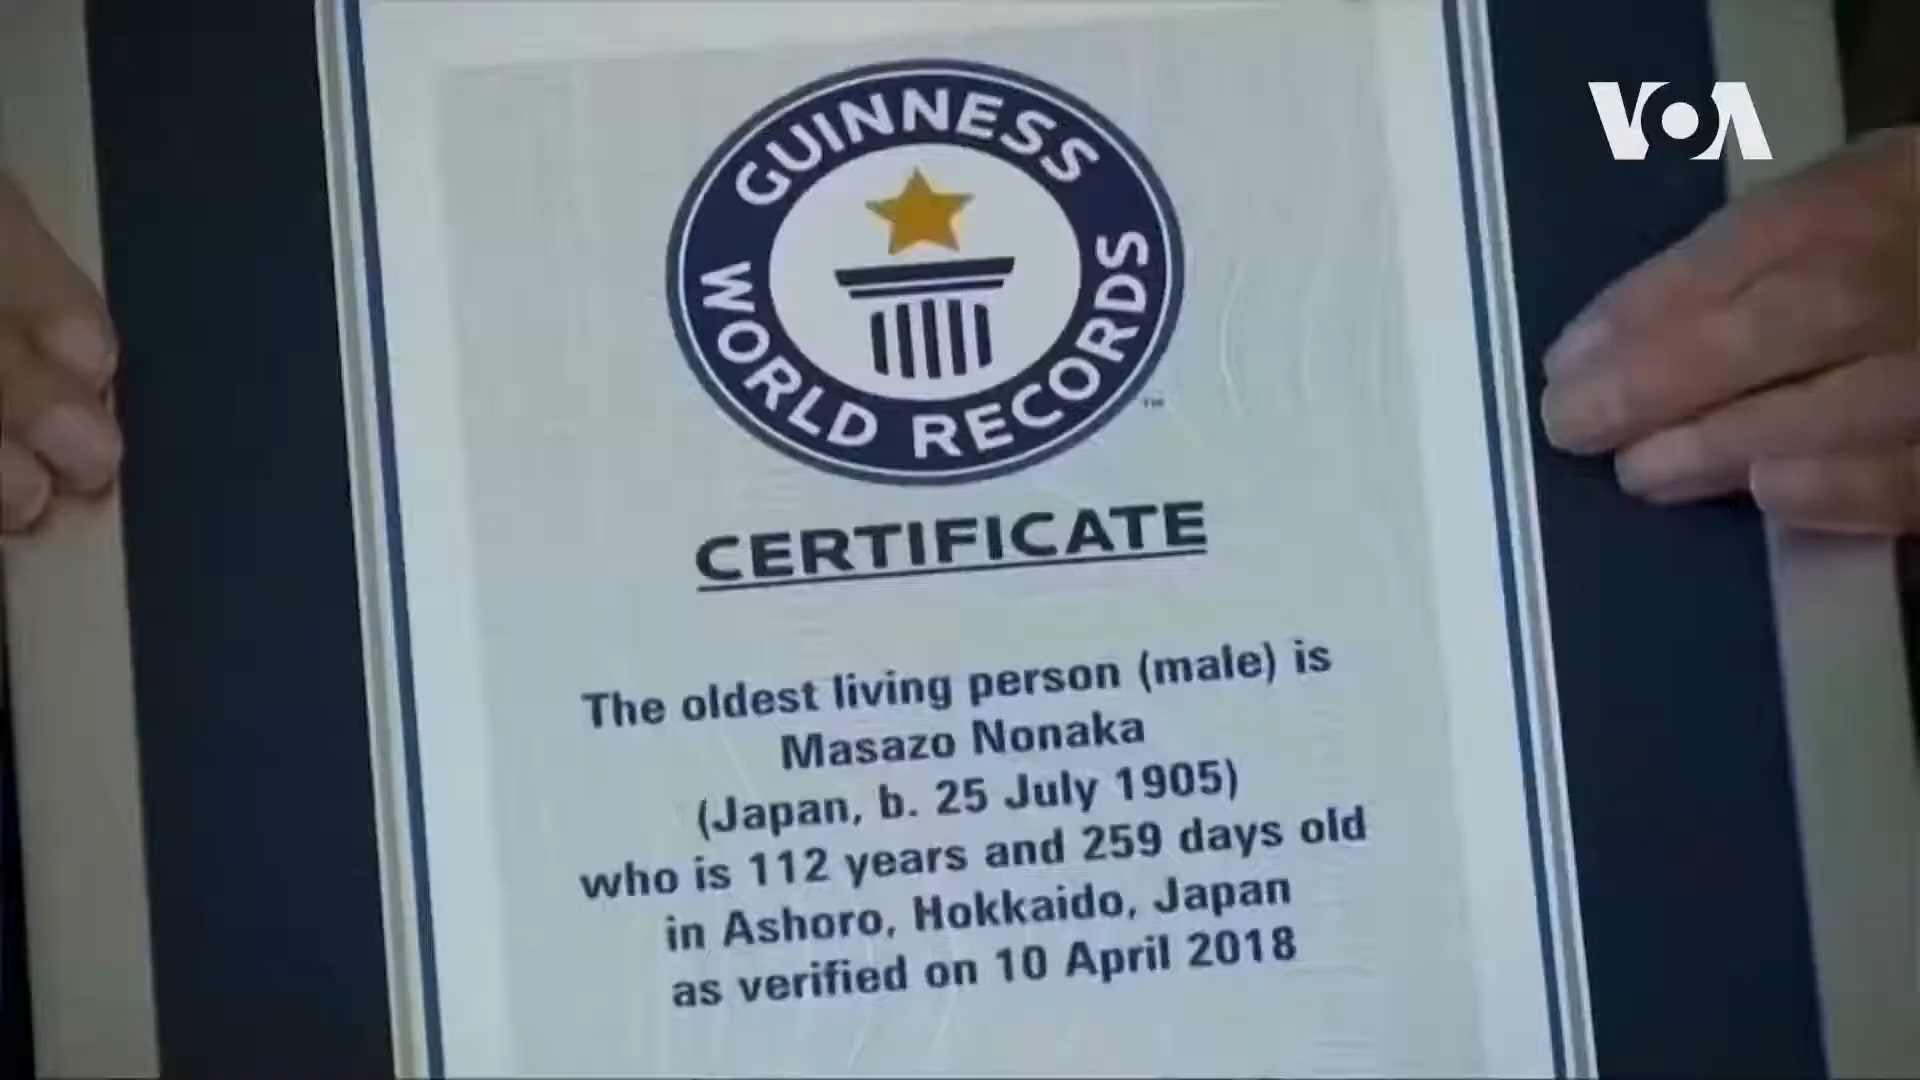 VOA
GUINNESS
WORLD RECORDS
™
CERTIFICATE
The oldest living person (male) is
Masazo Nonaka
(Japan, b. 25 July 1905)
who is 112 years and 259 days old
in Ashoro, Hokkaido, Japan
as verified on 10 April 2018